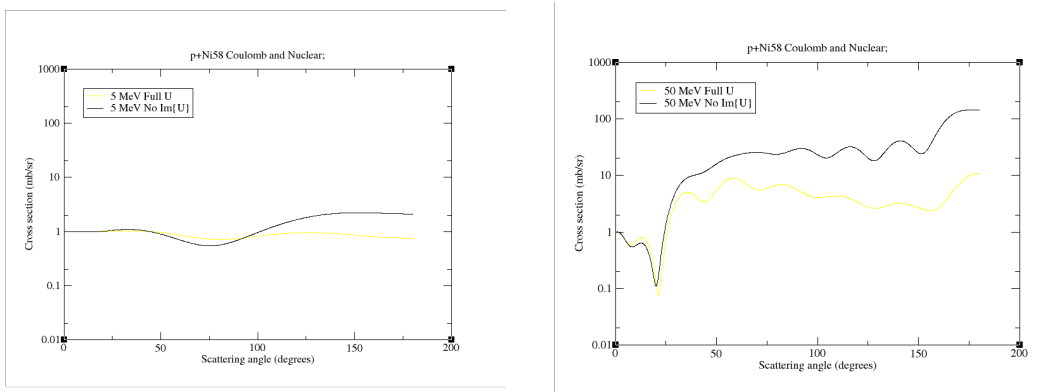 p+Ni58 Coulomb and Nuclear;
1000
100
10
1
0.1
0.01
5 MeV Full U
5 MeV No Im{U}
Cross section (mb/sr)
0 50 100 150 200
Scattering angle (degrees)
p+Ni58 Coulomb and Nuclear;
1000
100
10
1
0.1
0.01
50 MeV Full U
50 MeV No Im{U}
Cross section (mb/sr)
0 50 100 150 200
Scattering angle (degrees)